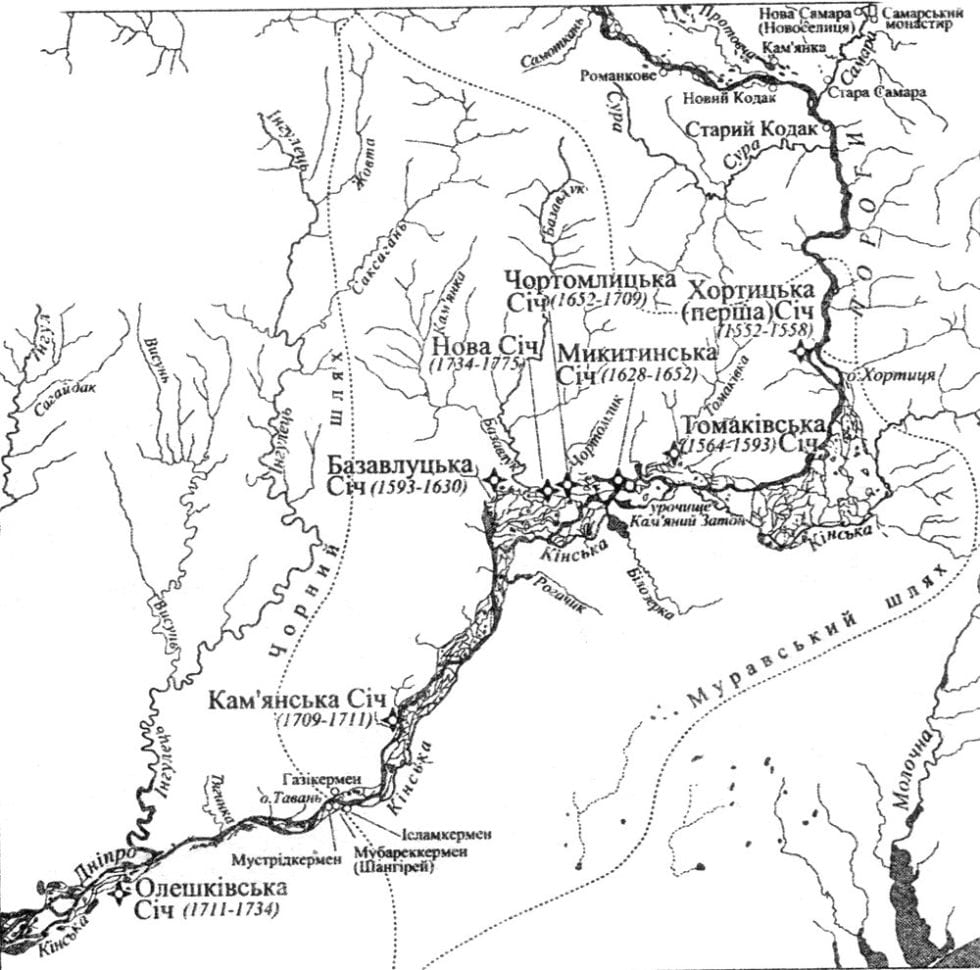 Самоткань
Протовча
Нова Самара
(Новоселиця)
Самарський
монастир
Кам'янка
Самара
Романкове
Новий Кодак
Стара Самара
Сура
Старий Кодак
Сура
ПОРОГИ
Інгулець
Жовта
Базавлук
Саксагань
Кам'янка
Чортомлицька
Січ (1652-1709)
Хортицька
(перша)Січ
(1552-1558)
Нова Січ
(1734-1775)
Микитинська
Січ (1628-1652)
Інгул
Висунь
Сагайдак
Томаківка
о.Хортиця
Інгулець
Базавлук
Чортомлик
Томаківська
(1564-1593) Січ
Базавлуцька
Січ (1593-1630)
урочище
Кам'яний Затон
Кінська
Кінська
Чорний шлях
Рогачик
Білозерка
Муравський шлях
Висунь
Кам'янська Січ
(1709-1711)
Інгулець
Кінська
Молочна
Газікермен
о.Тавань
Ісламкермен
Мустрідкермен
Мубареккермен
(Шангірей)
Дніпро
Олешківська
Січ (1711-1734)
Кінська